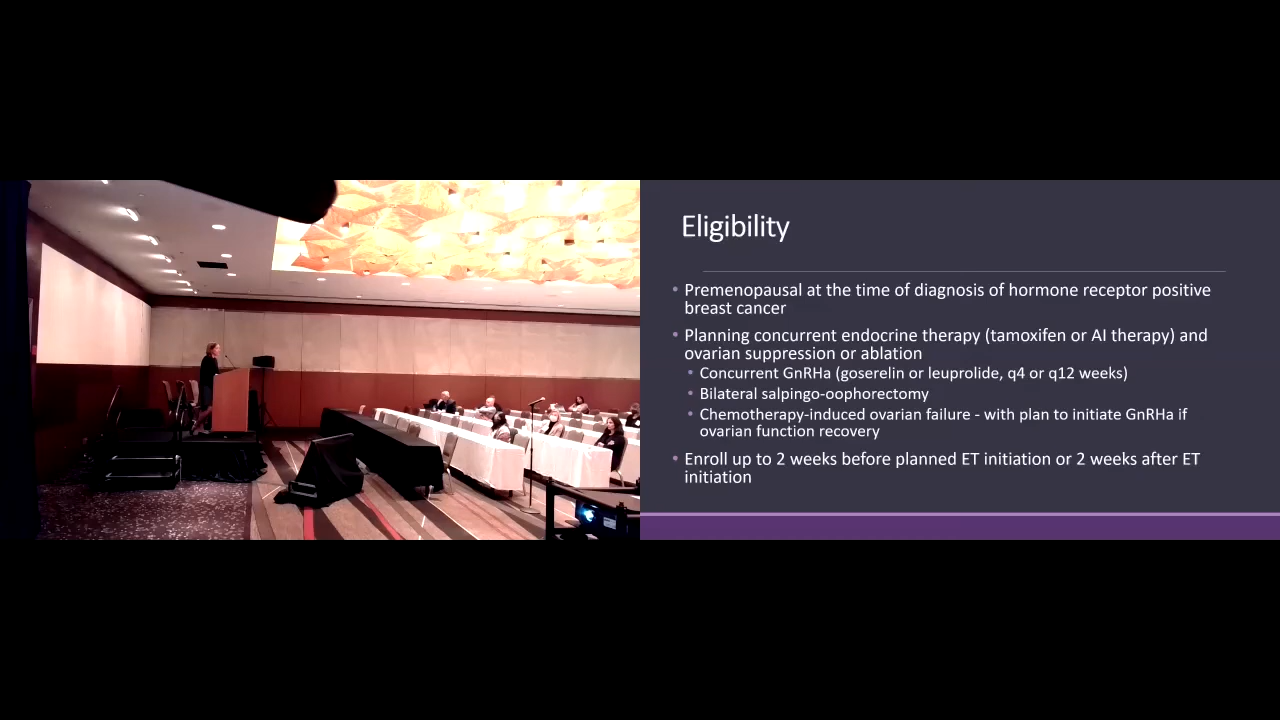 Eligibility
• Premenopausal at the time of diagnosis of hormone receptor positive
breast cancer
• Planning concurrent endocrine therapy (tamoxifen or AI therapy) and
ovarian suppression or ablation
• Concurrent GnRHa (goserelin or leuprolide, q4 or q12 weeks)
• Bilateral salpingo-oophorectomy
• Chemotherapy-induced ovarian failure - with plan to initiate GnRHa if
ovarian function recovery
• Enroll up to 2 weeks before planned ET initiation or 2 weeks after ET
initiation